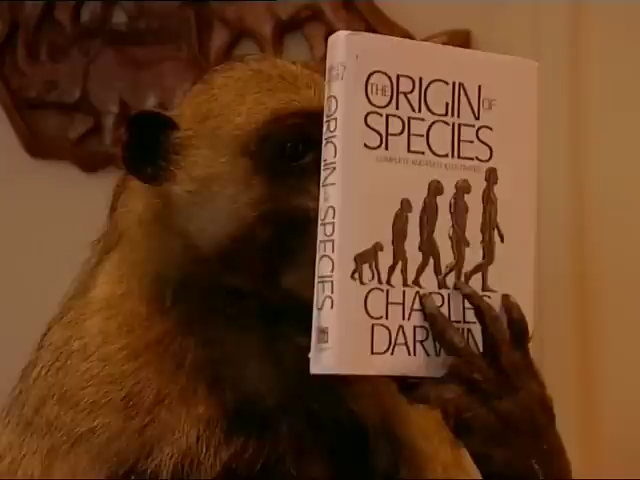 THE ORIGIN OF
SPECIES
CHARLES
DARWIN
ORIGIN OF SPECIES